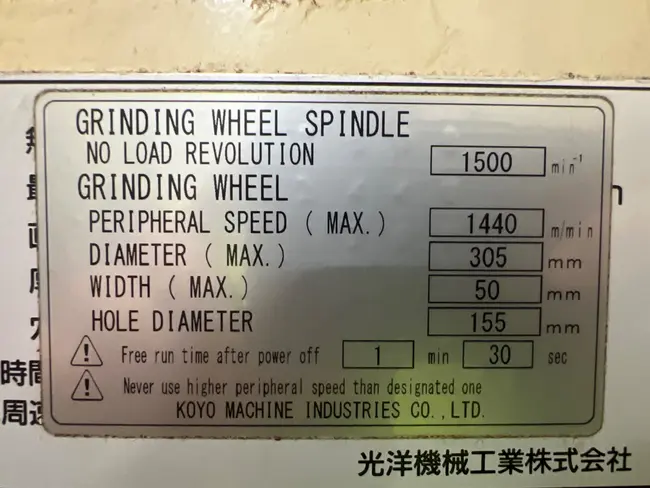 GRINDING WHEEL SPINDLE
NO LOAD REVOLUTION 1500 min⁻¹
GRINDING WHEEL
PERIPHERAL SPEED ( MAX.) 1440 m/min
DIAMETER ( MAX.) 305 mm
WIDTH ( MAX.) 50 mm
HOLE DIAMETER 155 mm
Free run time after power off 1 min 30 sec
Never use higher peripheral speed than designated one
KOYO MACHINE INDUSTRIES CO.,LTD.
時間
周速
光洋機械工業株式会社